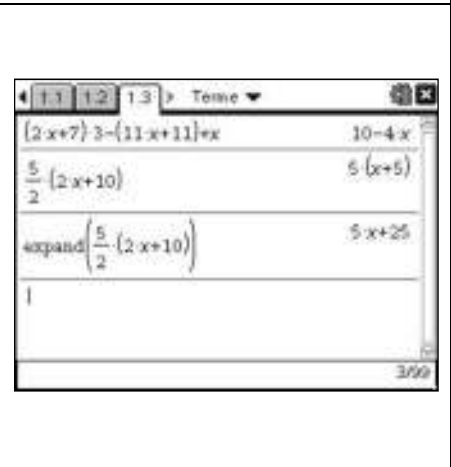 1.1 1.2 1.3 Terme
(2·x+7)·3-(11·x+11)+x 10-4·x
5/2·(2·x+10) 5·(x+5)
expand(5/2·(2·x+10)) 5·x+25
3/99